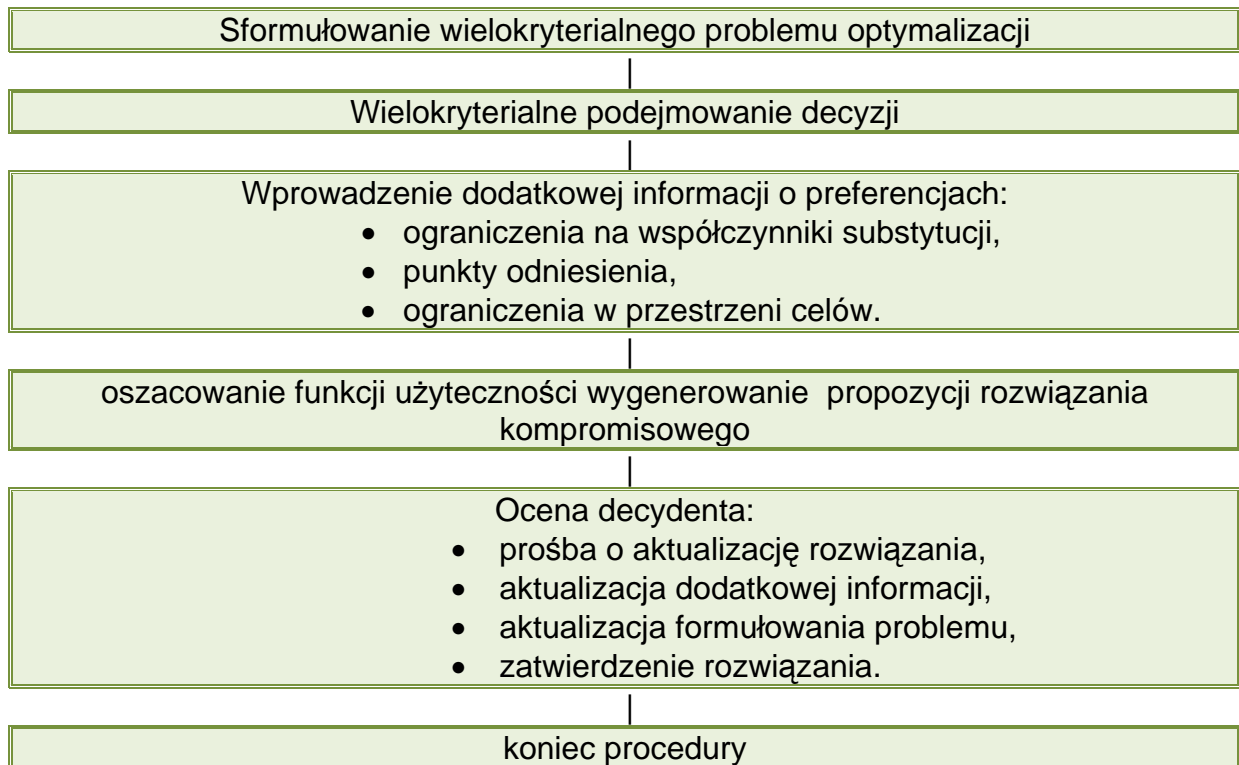 Sformułowanie wielokryterialnego problemu optymalizacji
Wielokryterialne podejmowanie decyzji
Wprowadzenie dodatkowej informacji o preferencjach:
• ograniczenia na współczynniki substytucji,
• punkty odniesienia,
• ograniczenia w przestrzeni celów.
oszacowanie funkcji użyteczności wygenerowanie propozycji rozwiązania
kompromisowego
Ocena decydenta:
• prośba o aktualizację rozwiązania,
• aktualizacja dodatkowej informacji,
• aktualizacja formułowania problemu,
• zatwierdzenie rozwiązania.
koniec procedury